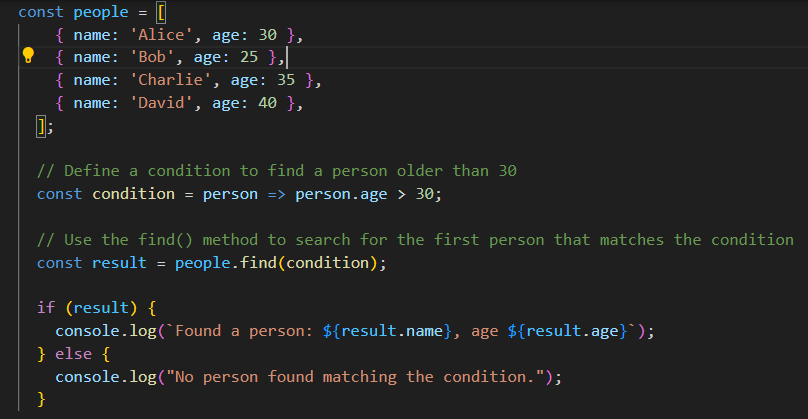 const people = [
{ name: 'Alice', age: 30 },
{ name: 'Bob', age: 25 },
{ name: 'Charlie', age: 35 },
{ name: 'David', age: 40 },
];
// Define a condition to find a person older than 30
const condition = person => person.age > 30;
// Use the find() method to search for the first person that matches the condition
const result = people.find(condition);
if (result) {
console.log(`Found a person: ${result.name}, age ${result.age}`);
} else {
console.log("No person found matching the condition.");
}